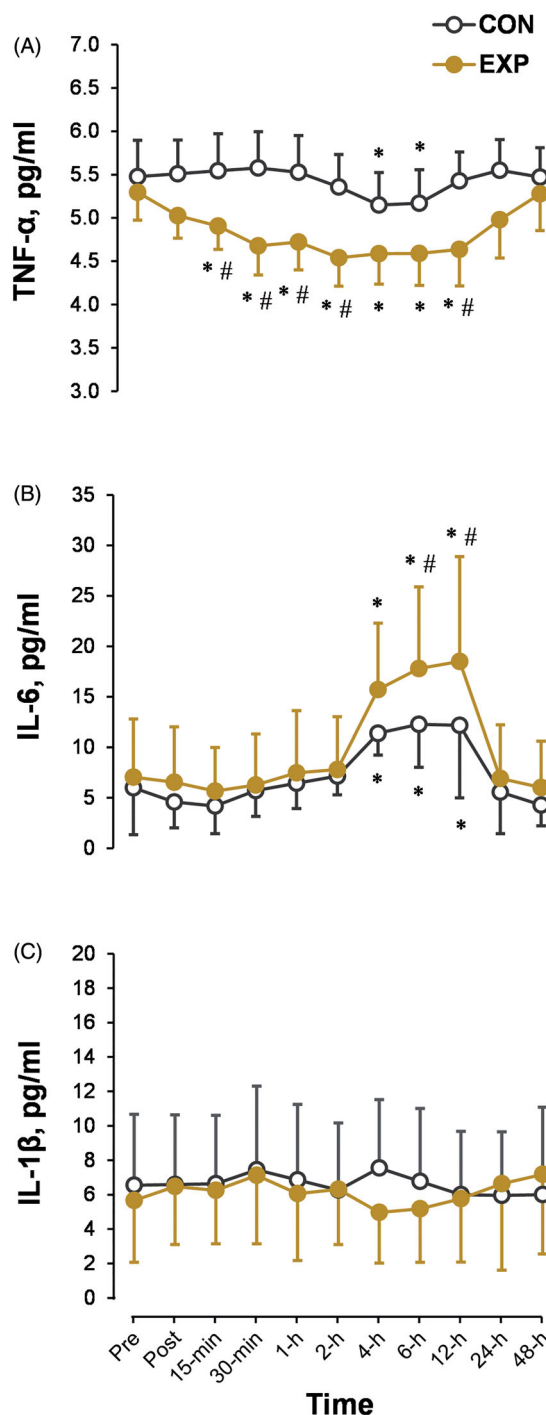 CON
EXP
(A)
TNF-α, pg/ml
7.0
6.5
6.0
5.5
5.0
4.5
4.0
3.5
3.0
* *
* # * # * # * # * * * #
(B)
IL-6, pg/ml
35
30
25
20
15
10
5
0
* * # * #
* * *
(C)
IL-1β, pg/ml
20
18
16
14
12
10
8
6
4
2
0
Pre Post 15-min 30-min 1-h 2-h 4-h 6-h 12-h 24-h 48-h
Time